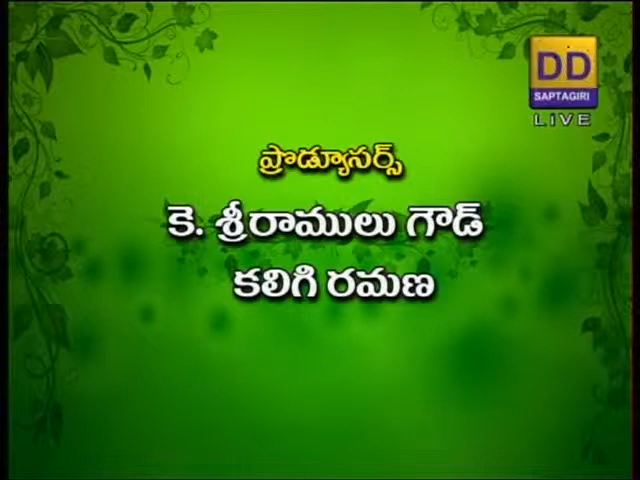 DD
SAPTAGIRI
LIVE
ప్రొడ్యూసర్స్
కె. శ్రీరాములు గౌడ్
కలిగి రమణ